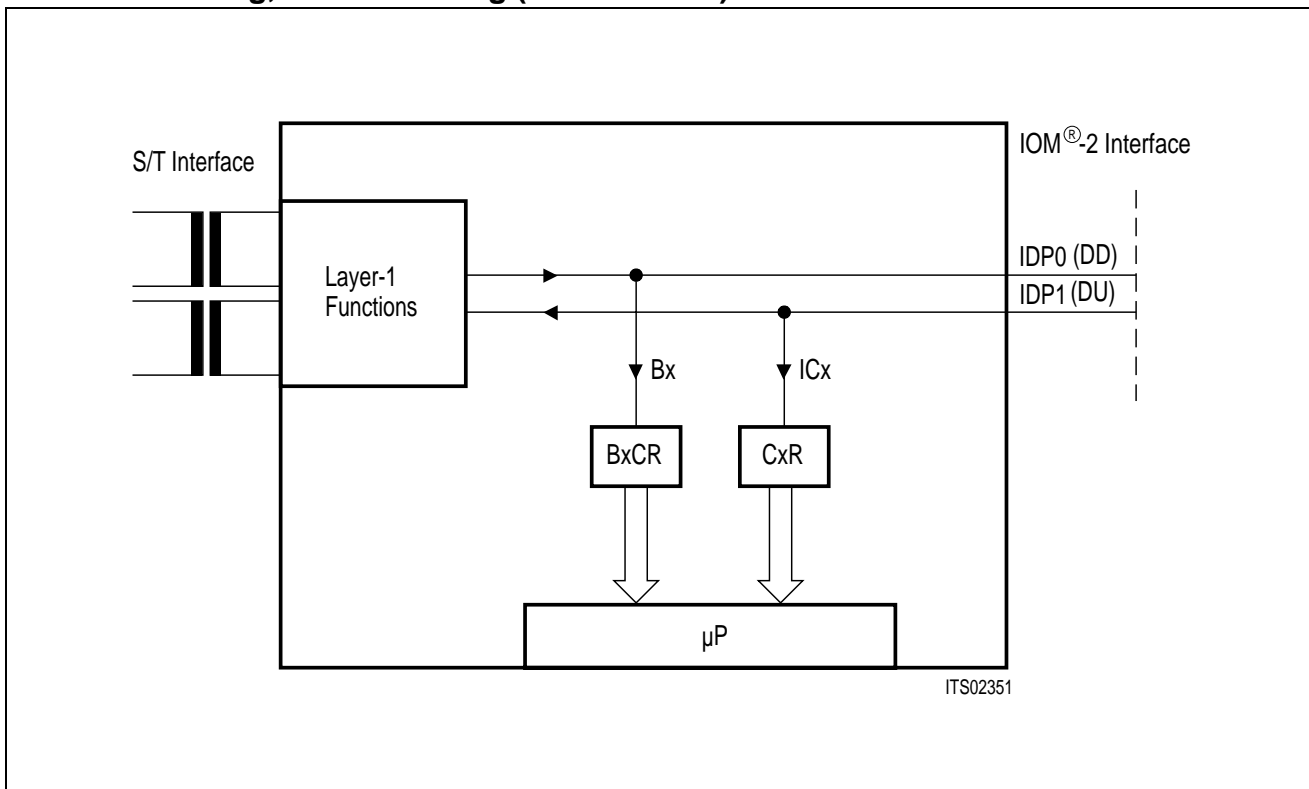 S/T Interface
IOM®-2 Interface
Layer-1
Functions
IDP0 (DD)
IDP1 (DU)
Bx
ICx
BxCR
CxR
µP
ITS02351